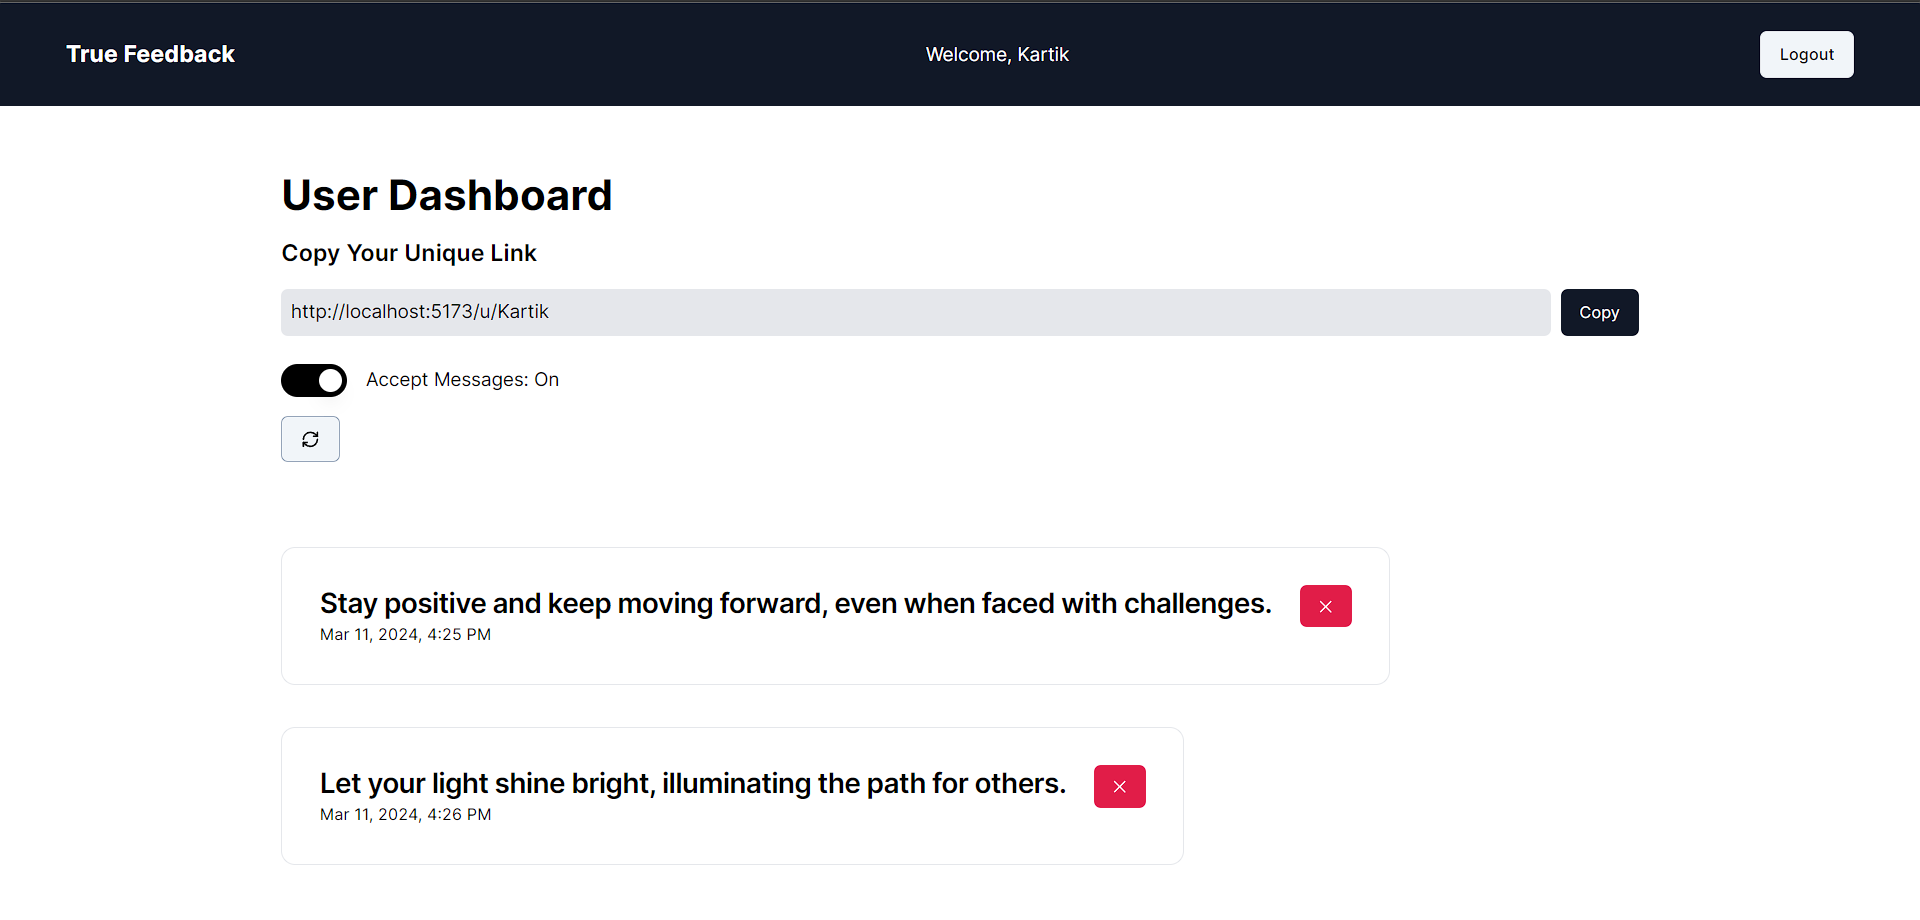 True Feedback
Welcome, Kartik
Logout
User Dashboard
Copy Your Unique Link
http://localhost:5173/u/Kartik
Copy
Accept Messages: On
Stay positive and keep moving forward, even when faced with challenges.
Mar 11, 2024, 4:25 PM
Let your light shine bright, illuminating the path for others.
Mar 11, 2024, 4:26 PM